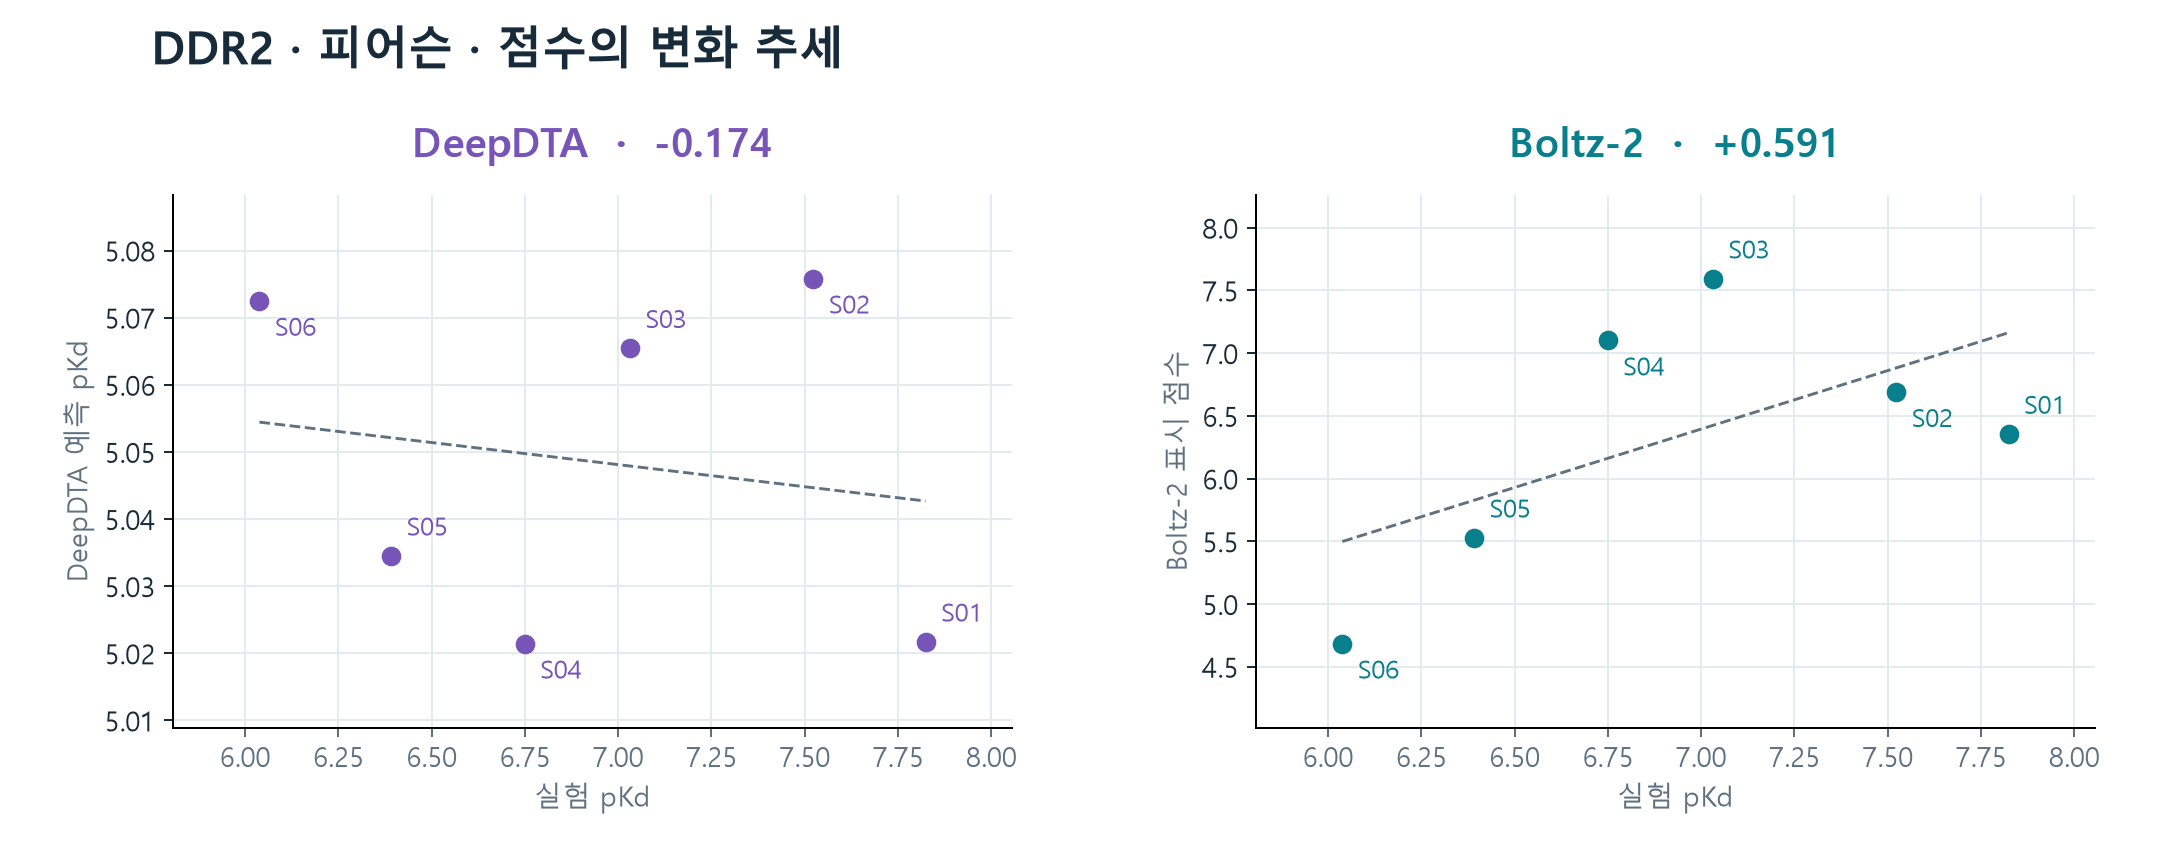 DDR2 · 피어슨 · 점수의 변화 추세
DeepDTA · -0.174
DeepDTA 예측 pKd
5.08
5.07
5.06
5.05
5.04
5.03
5.02
5.01
S06
S03
S02
S05
S04
S01
6.00 6.25 6.50 6.75 7.00 7.25 7.50 7.75 8.00
실험 pKd
Boltz-2 · +0.591
Boltz-2 표시 점수
8.0
7.5
7.0
6.5
6.0
5.5
5.0
4.5
S03
S04
S02
S01
S05
S06
6.00 6.25 6.50 6.75 7.00 7.25 7.50 7.75 8.00
실험 pKd